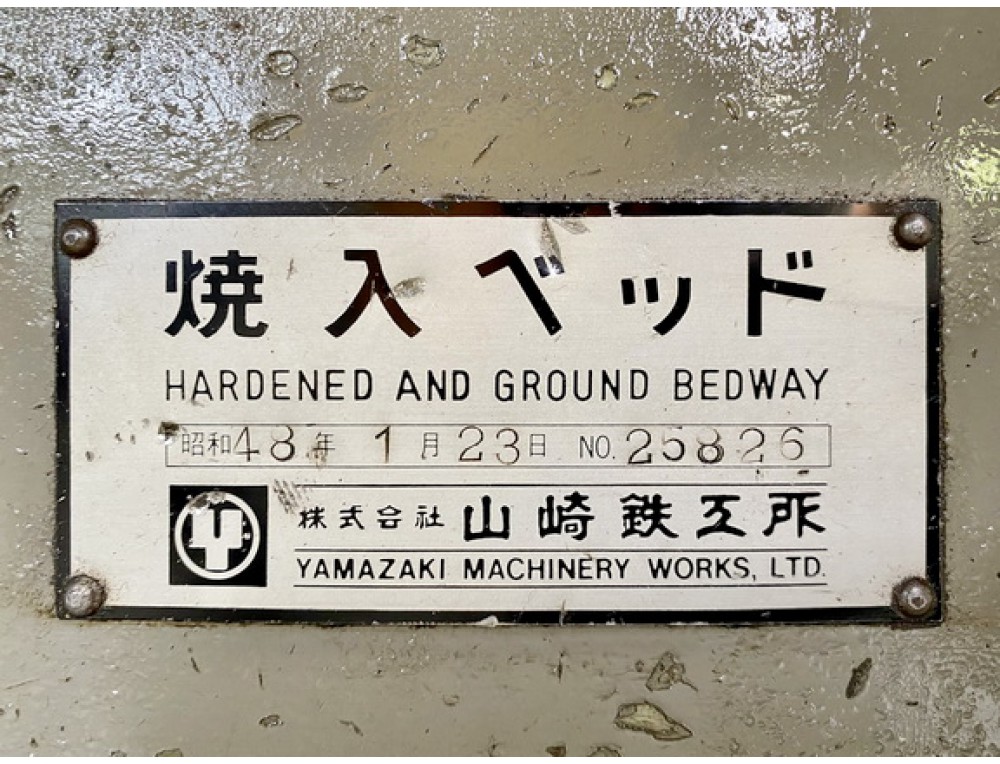 焼入ベッド
HARDENED AND GROUND BEDWAY
昭和48年 1月23日 NO. 25826
株式会社 山崎鉄工所
YAMAZAKI MACHINERY WORKS, LTD.